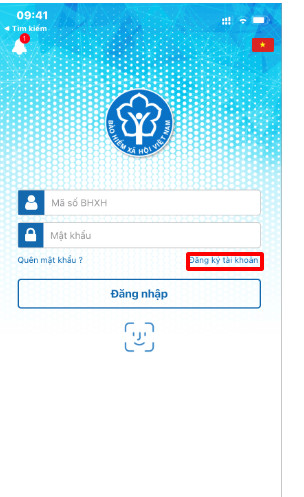 09:41
◀ Tìm kiếm
1
BẢO HIỂM XÃ HỘI VIỆT NAM
Mã số BHXH
Mật khẩu
Quên mật khẩu ?
Đăng ký tài khoản
Đăng nhập